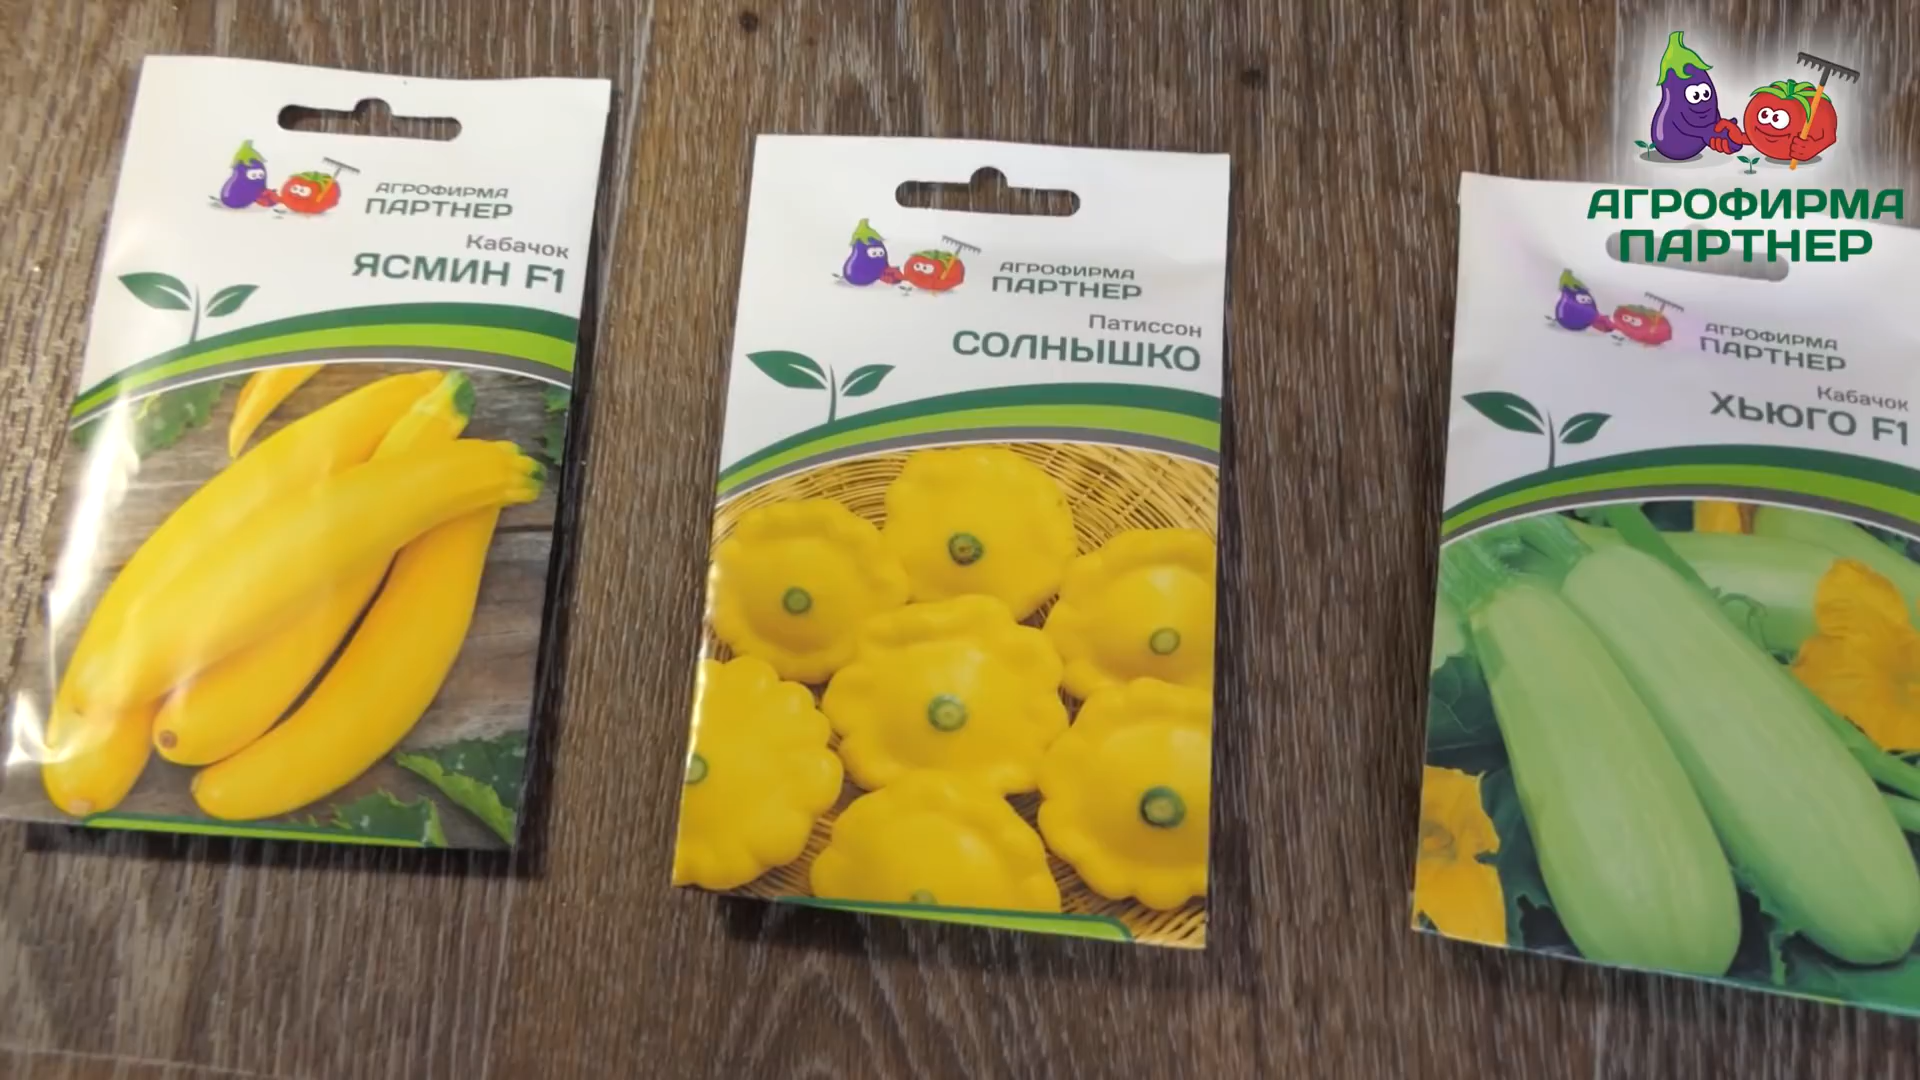 АГРОФИРМА
ПАРТНЕР
Кабачок
ЯСМИН F1
АГРОФИРМА
ПАРТНЕР
Патиссон
СОЛНЫШКО
АГРОФИРМА
ПАРТНЕР
Кабачок
ХЬЮГО F1
АГРОФИРМА
ПАРТНЕР